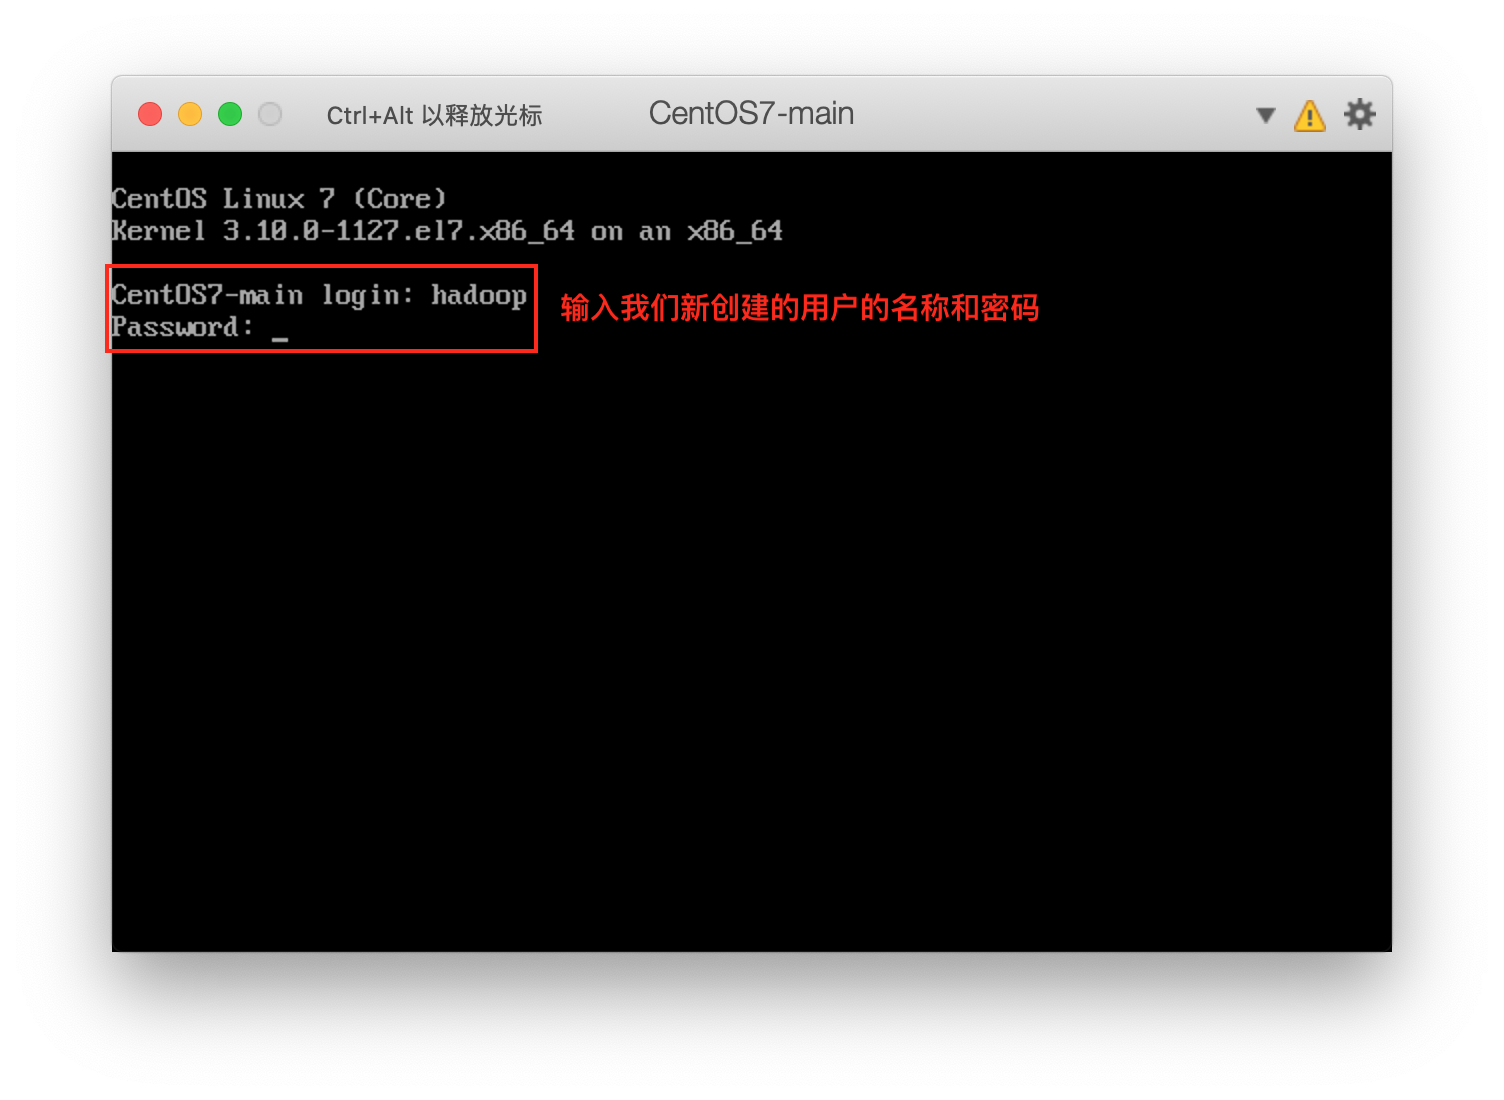 Ctrl+Alt 以释放光标
CentOS7-main
CentOS Linux 7 (Core)
Kernel 3.10.0-1127.el7.x86_64 on an x86_64
CentOS7-main login: hadoop
Password: _
输入我们新创建的用户的名称和密码